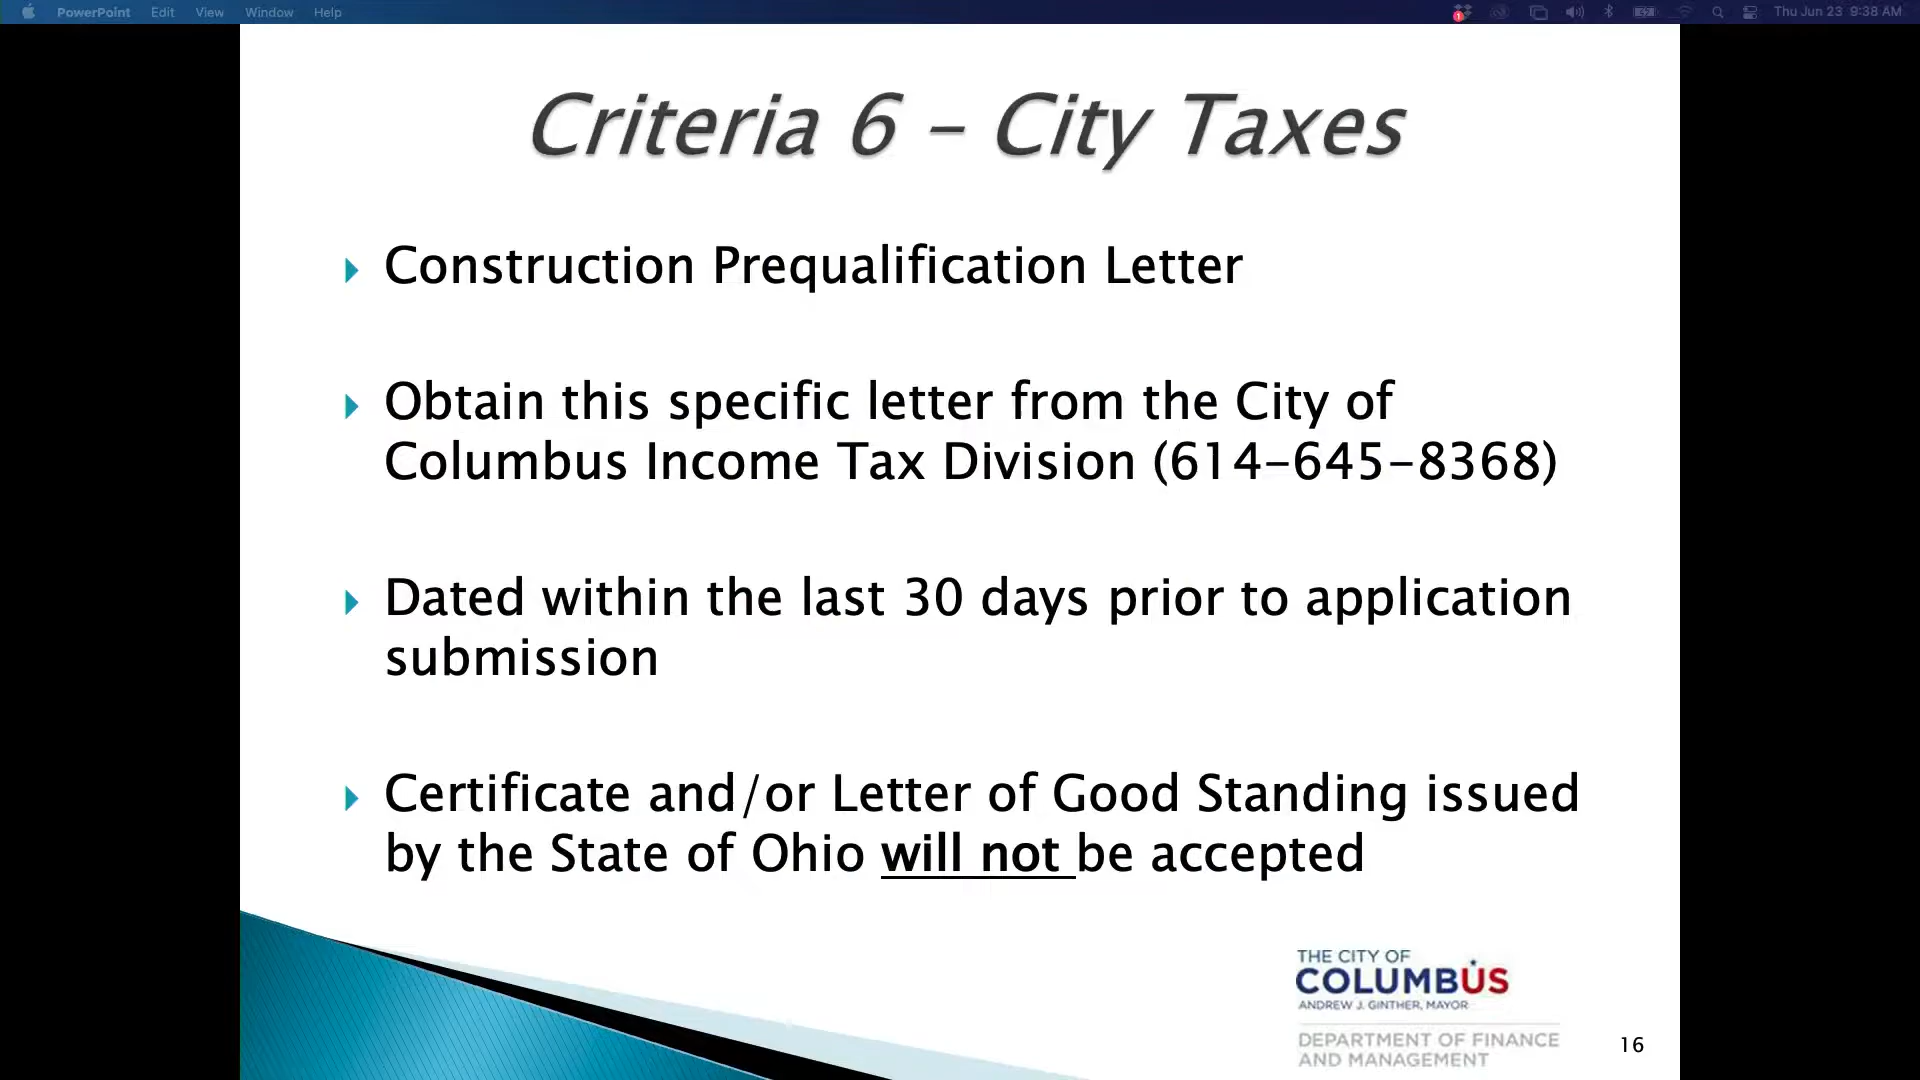 PowerPoint Edit View Window Help
1
Thu Jun 23 9:38 AM
Criteria 6 – City Taxes
Construction Prequalification Letter
Obtain this specific letter from the City of
Columbus Income Tax Division (614-645-8368)
Dated within the last 30 days prior to application
submission
Certificate and/or Letter of Good Standing issued
by the State of Ohio will not be accepted
THE CITY OF
COLUMBUS
ANDREW J. GINTHER, MAYOR
DEPARTMENT OF FINANCE
AND MANAGEMENT
16